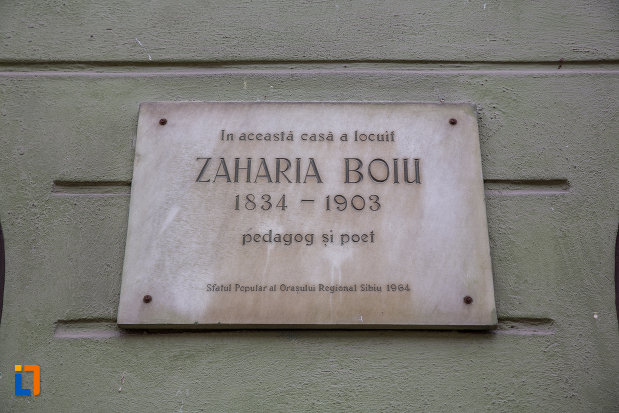 In această casă a locuit
ZAHARIA BOIU
1834 – 1903
pedagog și poet
Sfatul Popular al Orașului Regional Sibiu 1964